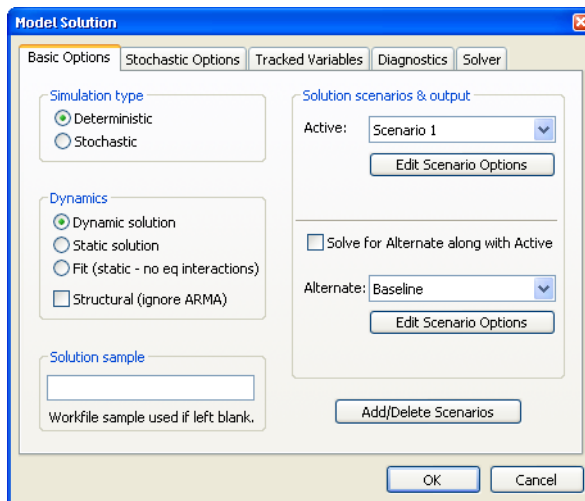 Model Solution
Basic Options Stochastic Options Tracked Variables Diagnostics Solver
Simulation type
Deterministic
Stochastic
Dynamics
Dynamic solution
Static solution
Fit (static - no eq interactions)
Structural (ignore ARMA)
Solution sample
Workfile sample used if left blank.
Solution scenarios & output
Active: Scenario 1
Edit Scenario Options
Solve for Alternate along with Active
Alternate: Baseline
Edit Scenario Options
Add/Delete Scenarios
OK Cancel